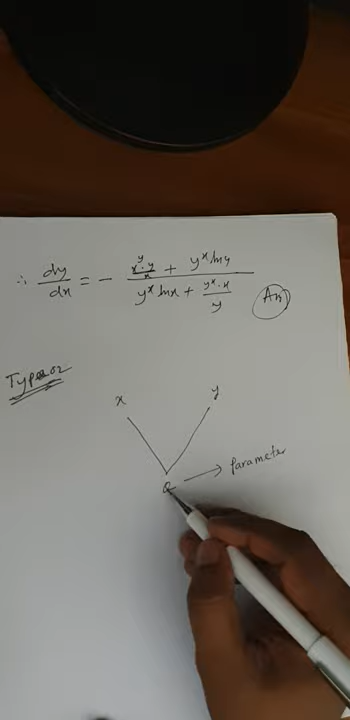 ∴ dy/dx = − (x^y · y/x + y^x ln y) / (y^x ln x + y^x · x/y) Ans
Type 02
x y
θ → Parameter